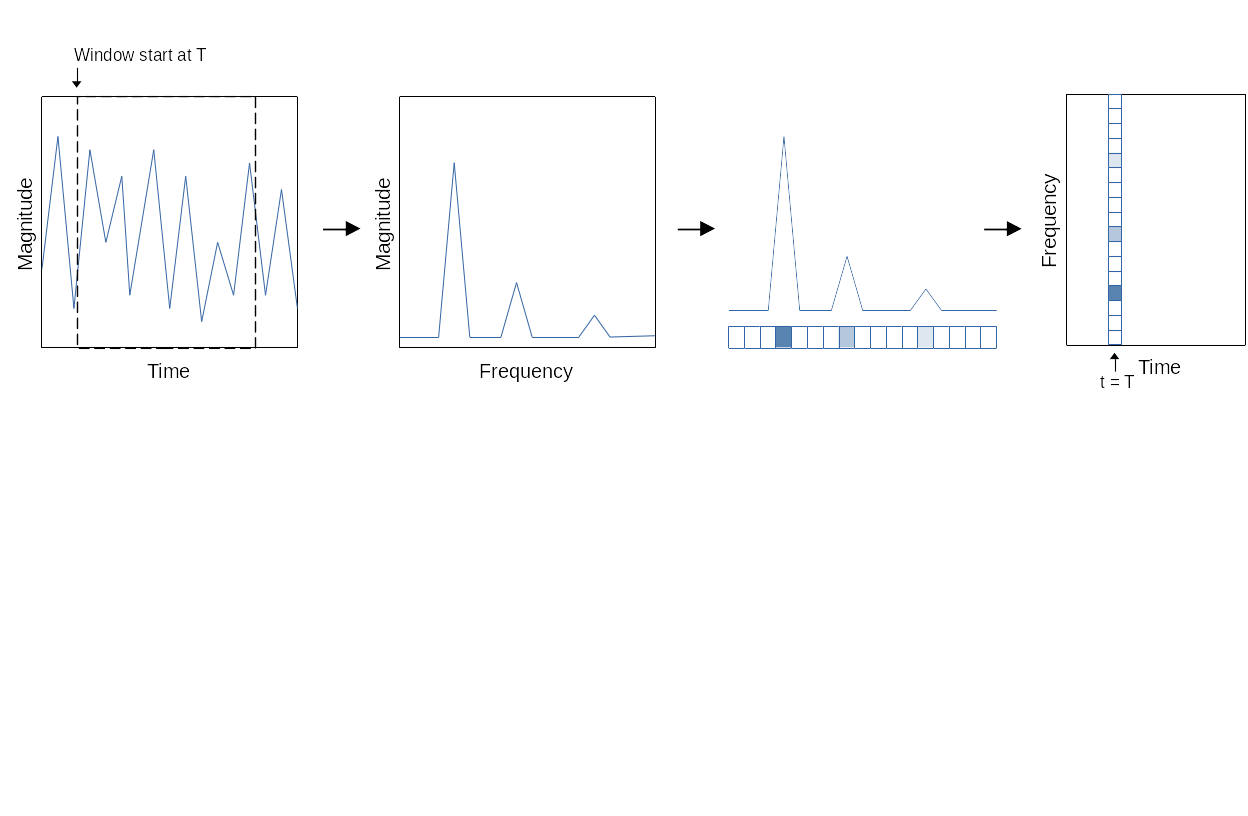 Window start at T
Magnitude
Time
Magnitude
Frequency
Frequency
Time
t = T